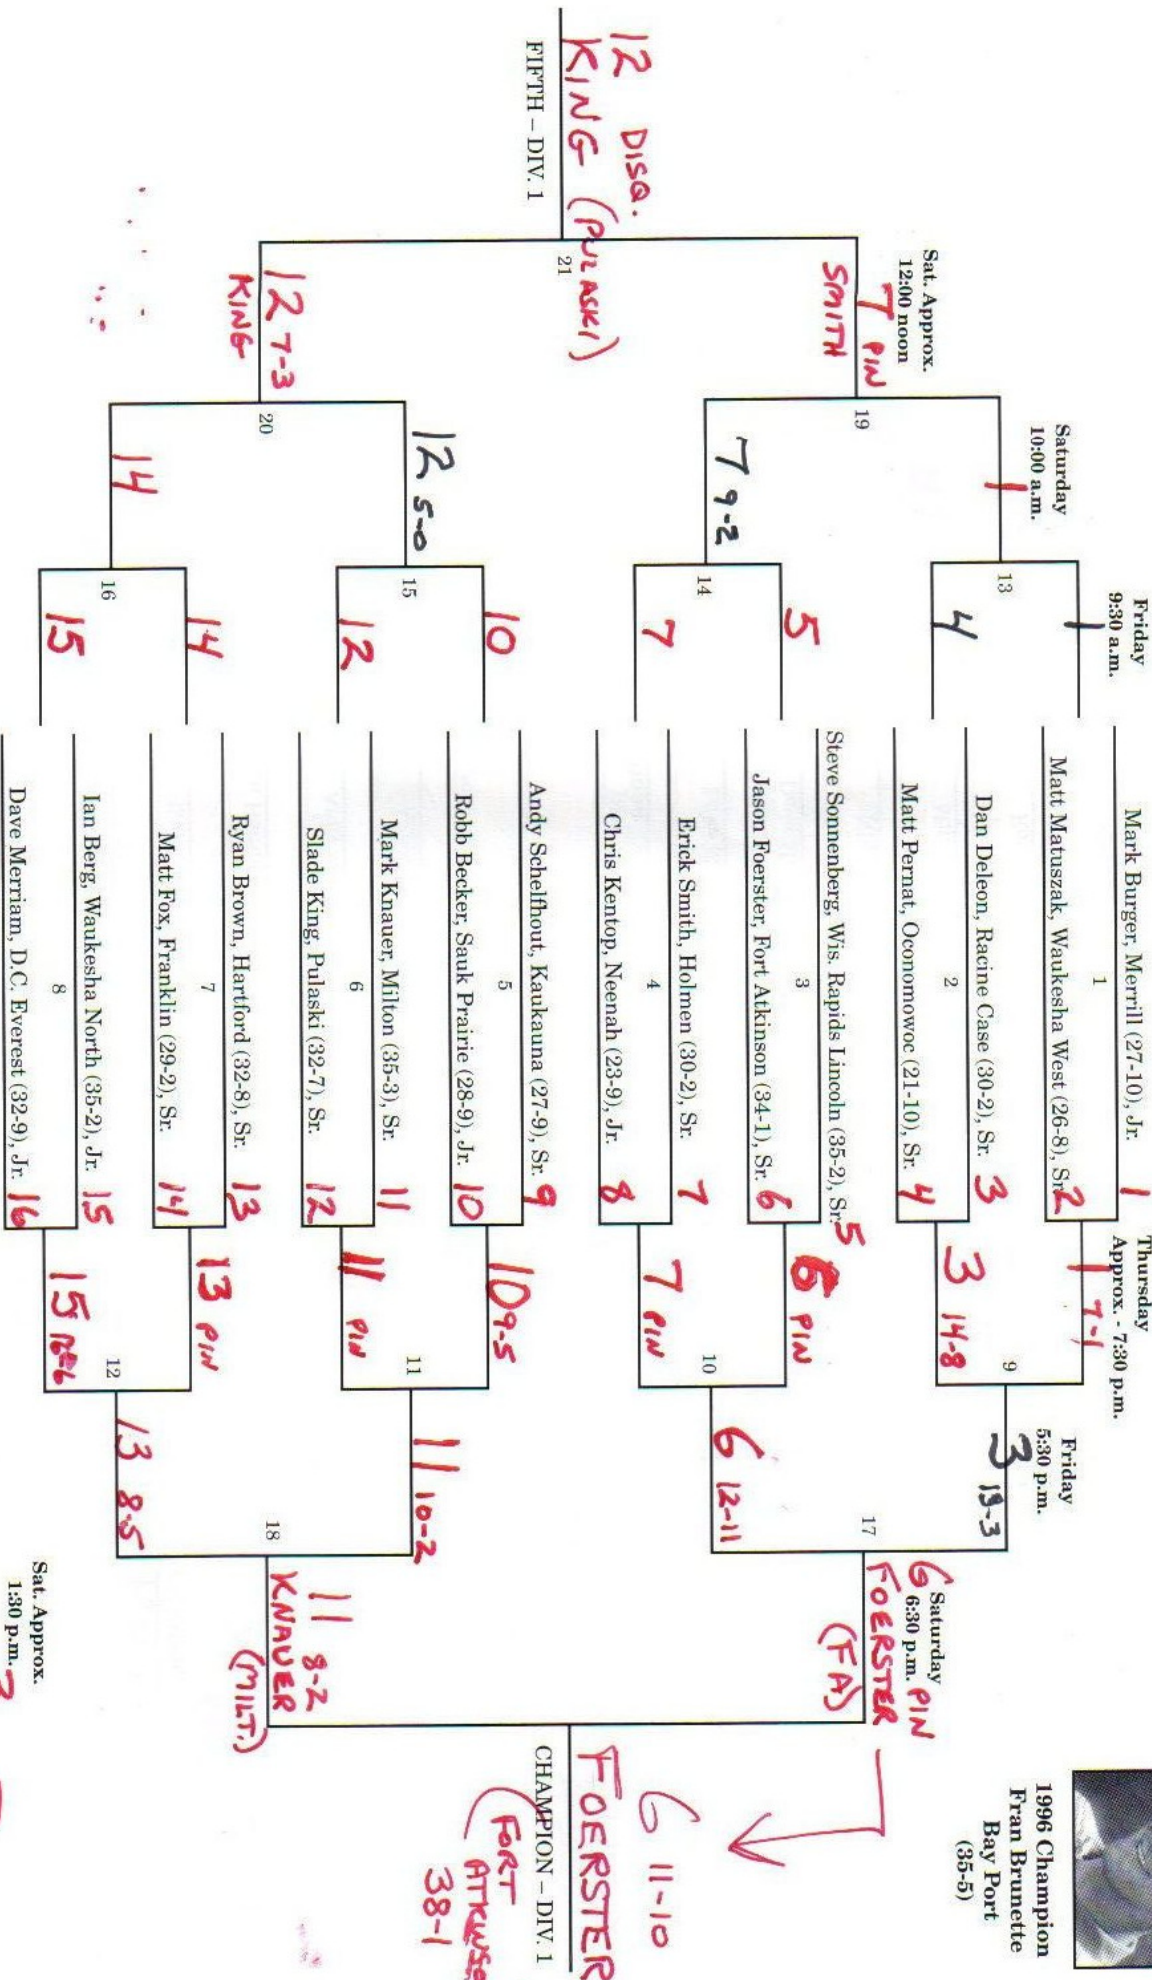 Sat. Approx.
12:00 noon
Saturday
10:00 a.m.
Friday
9:30 a.m.
Thursday
Approx. - 7:30 p.m.
Friday
5:30 p.m.
Saturday
6:30 p.m.
1996 Champion
Fran Brunette
Bay Port
(35-5)
Mark Burger, Merrill (27-10), Jr. 1
1
Matt Matuszak, Waukesha West (26-8), Sr. 2
Dan Deleon, Racine Case (30-2), Sr. 3
2
Matt Pernat, Oconomowoc (21-10), Sr. 4
Steve Sonnenberg, Wis. Rapids Lincoln (35-2), Sr. 5
3
Jason Foerster, Fort Atkinson (34-1), Sr. 6
Erick Smith, Holmen (30-2), Sr. 7
4
Chris Kentop, Neenah (23-9), Jr. 8
Andy Schelfhout, Kaukauna (27-9), Sr. 9
5
Robb Becker, Sauk Prairie (28-9), Jr. 10
Mark Knauer, Milton (35-3), Sr. 11
6
Slade King, Pulaski (32-7), Sr. 12
Ryan Brown, Hartford (32-8), Sr. 13
7
Matt Fox, Franklin (29-2), Sr. 14
Ian Berg, Waukesha North (35-2), Jr. 15
8
Dave Merriam, D.C. Everest (32-9), Jr. 16
1 7-1
9
3 14-8
6 PIN
10
7 PIN
10 9-5
11
11 PIN
13 PIN
12
15
3
17
6 12-11
11 10-2
18
13 8-5
6 PIN
FOERSTER
(FA)
11 8-2
KNAUER
(MILT.)
6 11-10
FOERSTER
CHAMPION – DIV. 1
(FORT
38-1
1
13
4
5
14
7
10
15
12
14
16
15
1
19
7 9-2
12 5-0
20
14
7 PIN
SMITH
21
12 7-3
KING
12 DISQ.
KING (PULASKI)
FIFTH – DIV. 1
Sat. Approx.
1:30 p.m.